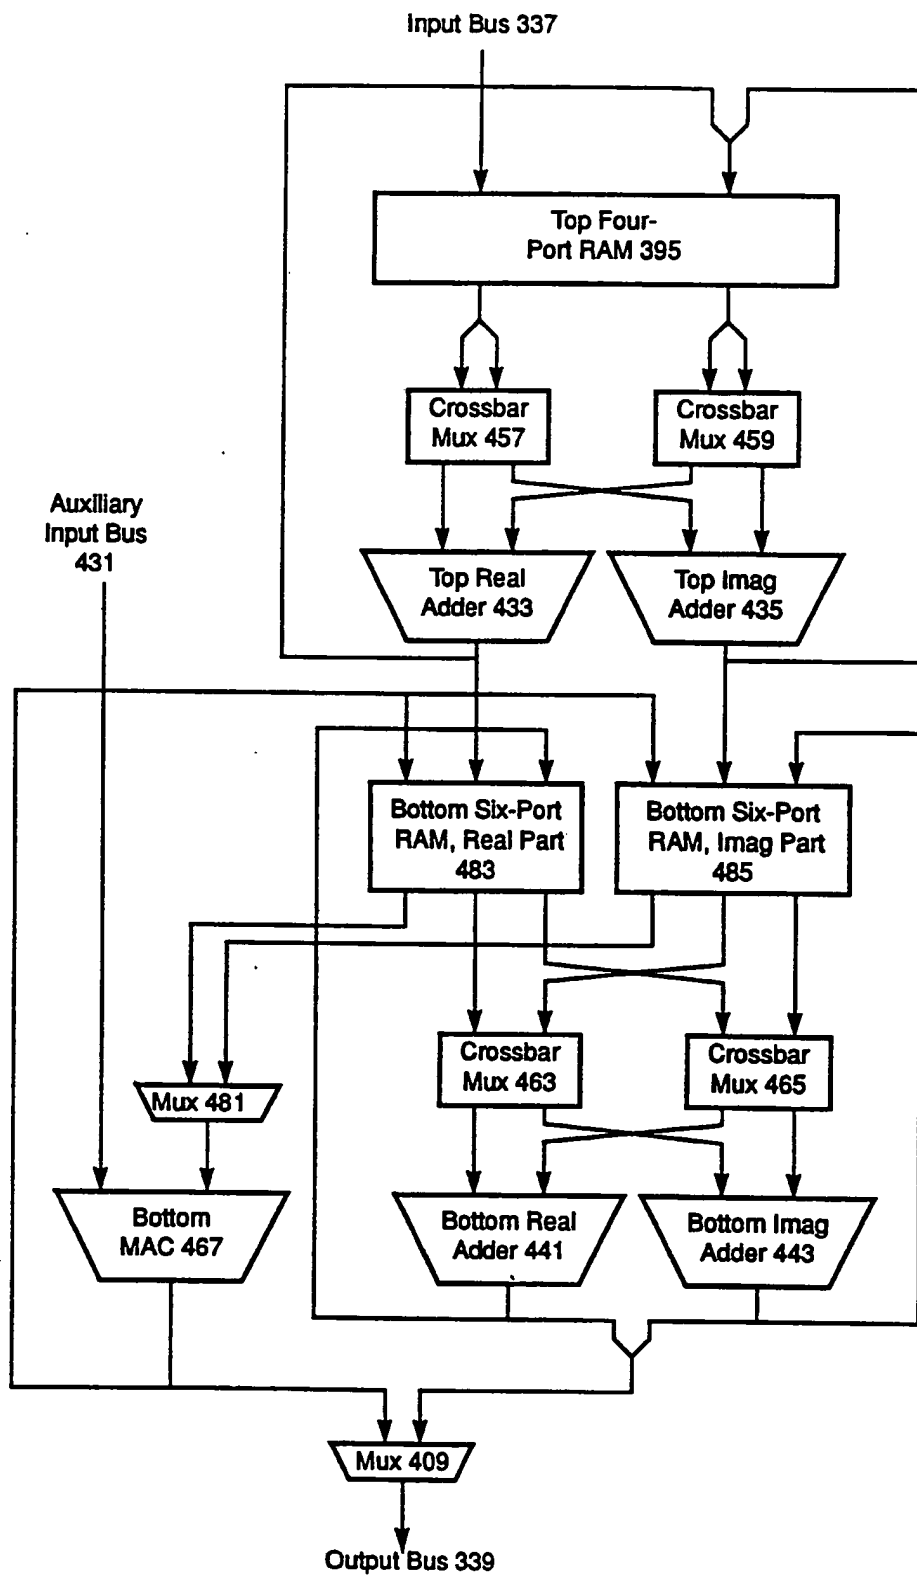 Input Bus 337
Top Four-
Port RAM 395
Crossbar
Mux 457
Crossbar
Mux 459
Auxiliary
Input Bus
431
Top Real
Adder 433
Top Imag
Adder 435
Bottom Six-Port
RAM, Real Part
483
Bottom Six-Port
RAM, Imag Part
485
Crossbar
Mux 463
Crossbar
Mux 465
Mux 481
Bottom
MAC 467
Bottom Real
Adder 441
Bottom Imag
Adder 443
Mux 409
Output Bus 339